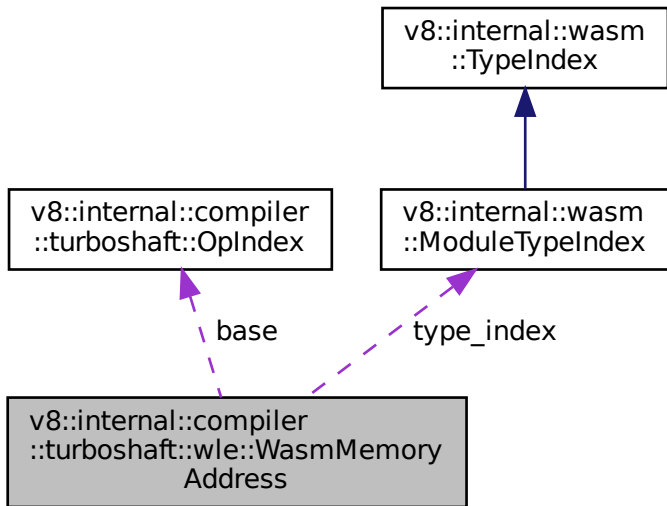 v8::internal::wasm
::TypeIndex
v8::internal::compiler
::turboshaft::OpIndex
v8::internal::wasm
::ModuleTypeIndex
base
type_index
v8::internal::compiler
::turboshaft::wle::WasmMemory
Address